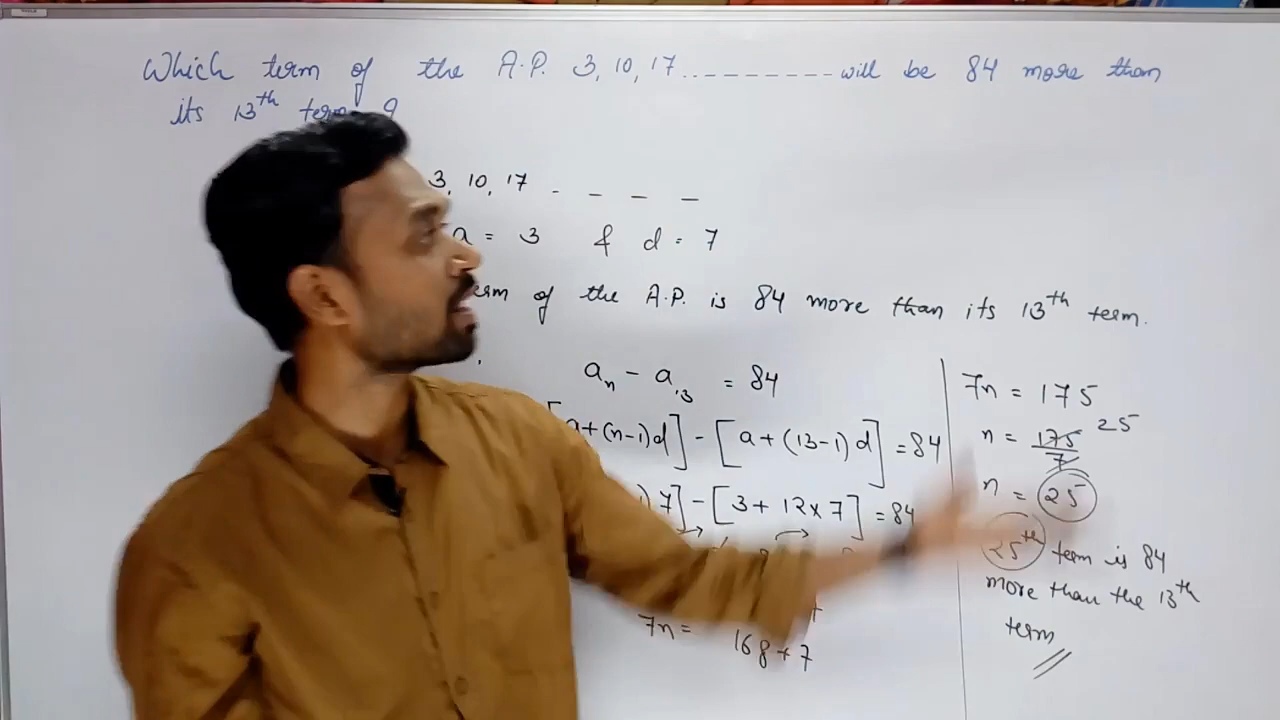 Which term of the A.P. 3, 10, 17 .--------- will be 84 more than
its 13th term ?
3, 10, 17 - - - -
a = 3 & d = 7
term of the A.P. is 84 more than its 13th term.
an - a13 = 84
[a+(n-1)d] - [a+(13-1)d] = 84
) 7] - [3 + 12x7] = 84
7n =
168+7
7n = 175
n = 175/7 25
n = 25
25th term is 84
more than the 13th
term